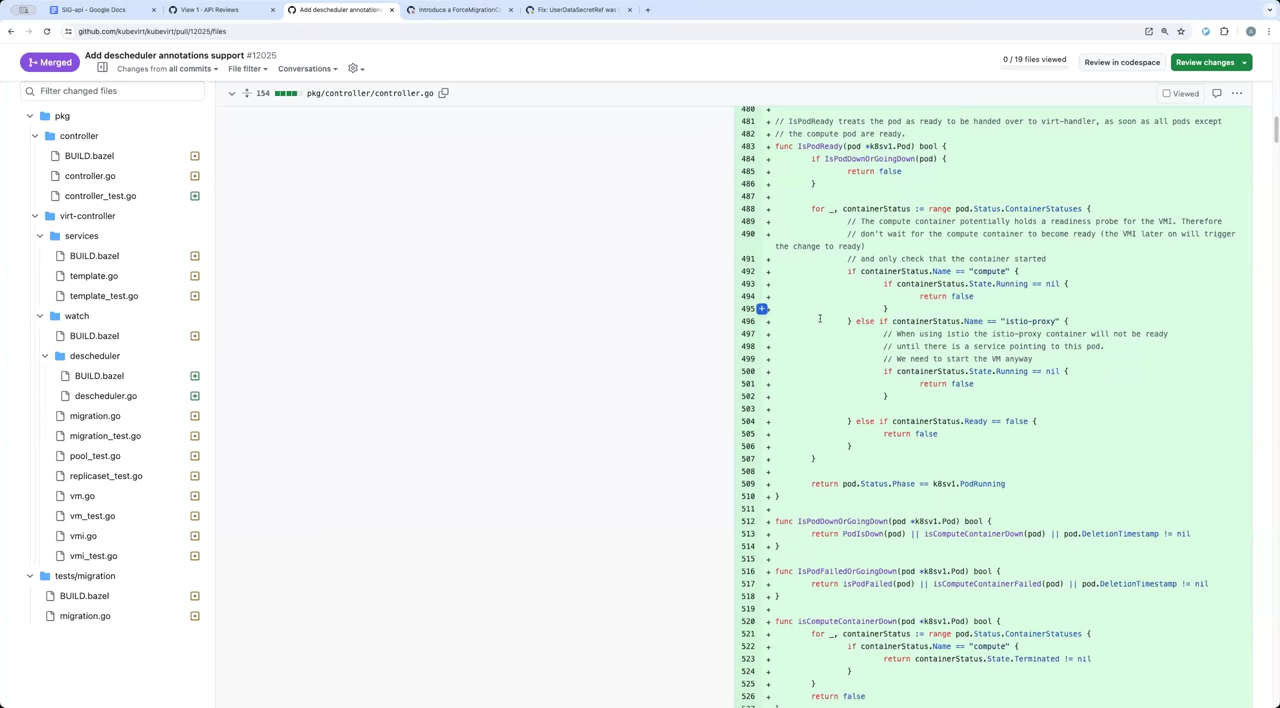 SIG-api - Google Docs
View 1 · API Reviews
Add descheduler annotations
Introduce a ForceMigrationC
Fix: UserDataSecretRef was
github.com/kubevirt/kubevirt/pull/12025/files
Merged
Add descheduler annotations support #12025
Changes from all commits
File filter
Conversations
0 / 19 files viewed
Review in codespace
Review changes
Filter changed files
pkg
controller
BUILD.bazel
controller.go
controller_test.go
virt-controller
services
BUILD.bazel
template.go
template_test.go
watch
BUILD.bazel
descheduler
BUILD.bazel
descheduler.go
migration.go
migration_test.go
pool_test.go
replicaset_test.go
vm.go
vm_test.go
vmi.go
vmi_test.go
tests/migration
BUILD.bazel
migration.go
154 pkg/controller/controller.go
Viewed
480 +
481 + // IsPodReady treats the pod as ready to be handed over to virt-handler, as soon as all pods except
482 + // the compute pod are ready.
483 + func IsPodReady(pod *k8sv1.Pod) bool {
484 + if IsPodDownOrGoingDown(pod) {
485 + return false
486 + }
487 +
488 + for _, containerStatus := range pod.Status.ContainerStatuses {
489 + // The compute container potentially holds a readiness probe for the VMI. Therefore
490 + // don't wait for the compute container to become ready (the VMI later on will trigger
the change to ready)
491 + // and only check that the container started
492 + if containerStatus.Name == "compute" {
493 + if containerStatus.State.Running == nil {
494 + return false
495 + }
496 + } else if containerStatus.Name == "istio-proxy" {
497 + // When using istio the istio-proxy container will not be ready
498 + // until there is a service pointing to this pod.
499 + // We need to start the VM anyway
500 + if containerStatus.State.Running == nil {
501 + return false
502 + }
503 +
504 + } else if containerStatus.Ready == false {
505 + return false
506 + }
507 + }
508 +
509 + return pod.Status.Phase == k8sv1.PodRunning
510 + }
511 +
512 + func IsPodDownOrGoingDown(pod *k8sv1.Pod) bool {
513 + return PodIsDown(pod) || isComputeContainerDown(pod) || pod.DeletionTimestamp != nil
514 + }
515 +
516 + func IsPodFailedOrGoingDown(pod *k8sv1.Pod) bool {
517 + return isPodFailed(pod) || isComputeContainerFailed(pod) || pod.DeletionTimestamp != nil
518 + }
519 +
520 + func isComputeContainerDown(pod *k8sv1.Pod) bool {
521 + for _, containerStatus := range pod.Status.ContainerStatuses {
522 + if containerStatus.Name == "compute" {
523 + return containerStatus.State.Terminated != nil
524 + }
525 + }
526 + return false